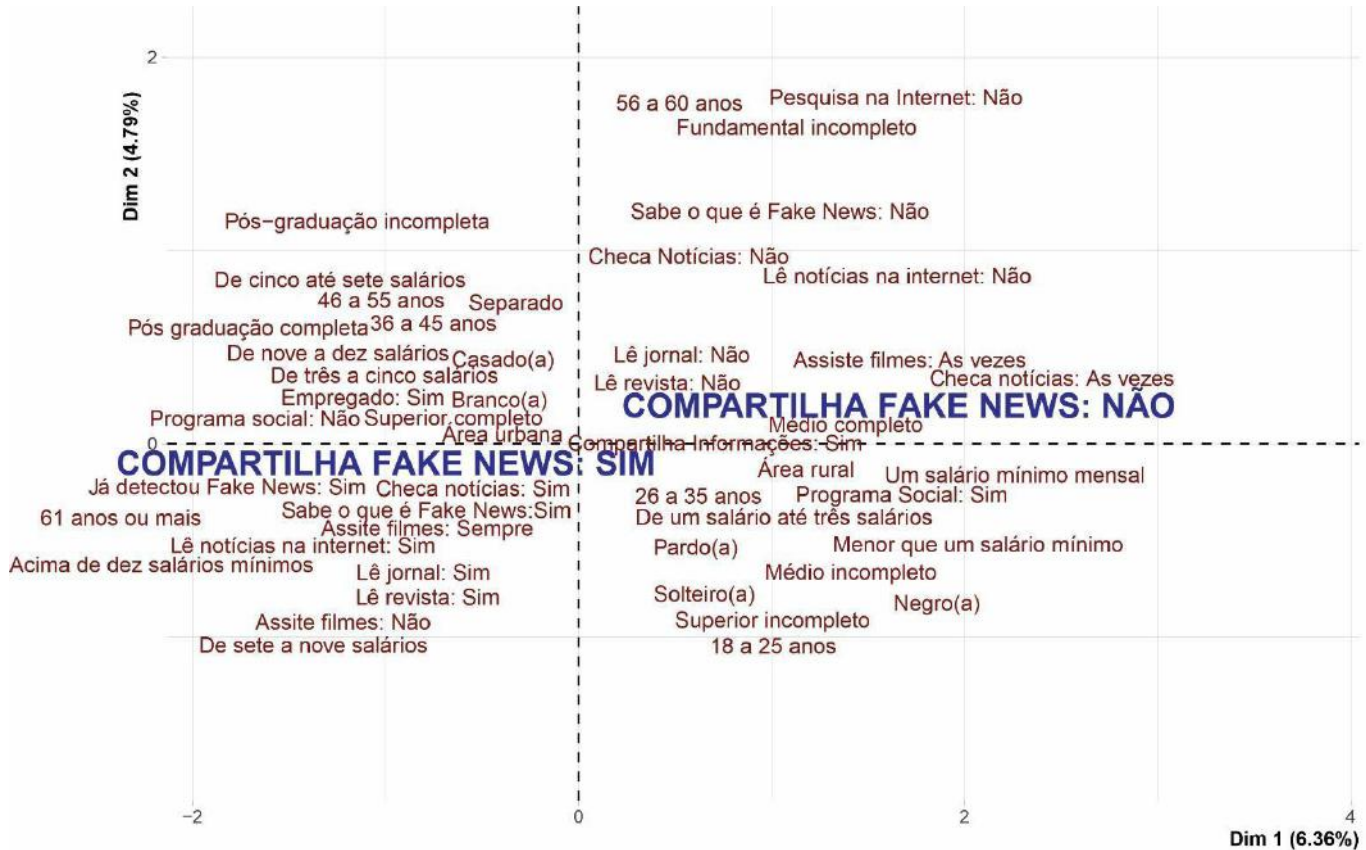 2
Dim 2 (4.79%)
56 a 60 anos
Pesquisa na Internet: Não
Fundamental incompleto
Sabe o que é Fake News: Não
Pós-graduação incompleta
Checa Notícias: Não
Lê notícias na internet: Não
De cinco até sete salários
46 a 55 anos
Separado
Pós graduação completa
36 a 45 anos
De nove a dez salários
Casado(a)
Lê jornal: Não
Assiste filmes: As vezes
De três a cinco salários
Lê revista: Não
Checa notícias: As vezes
Empregado: Sim
Branco(a)
COMPARTILHA FAKE NEWS: NÃO
Programa social: Não
Superior completo
Médio completo
Área urbana
0
Compartilha Informações: Sim
COMPARTILHA FAKE NEWS: SIM
Área rural
Um salário mínimo mensal
Já detectou Fake News: Sim
Checa notícias: Sim
26 a 35 anos
Programa Social: Sim
Sabe o que é Fake News:Sim
61 anos ou mais
De um salário até três salários
Assite filmes: Sempre
Lê notícias na internet: Sim
Pardo(a)
Menor que um salário mínimo
Acima de dez salários mínimos
Lê jornal: Sim
Médio incompleto
Lê revista: Sim
Solteiro(a)
Negro(a)
Assite filmes: Não
Superior incompleto
De sete a nove salários
18 a 25 anos
−2
0
2
4
Dim 1 (6.36%)